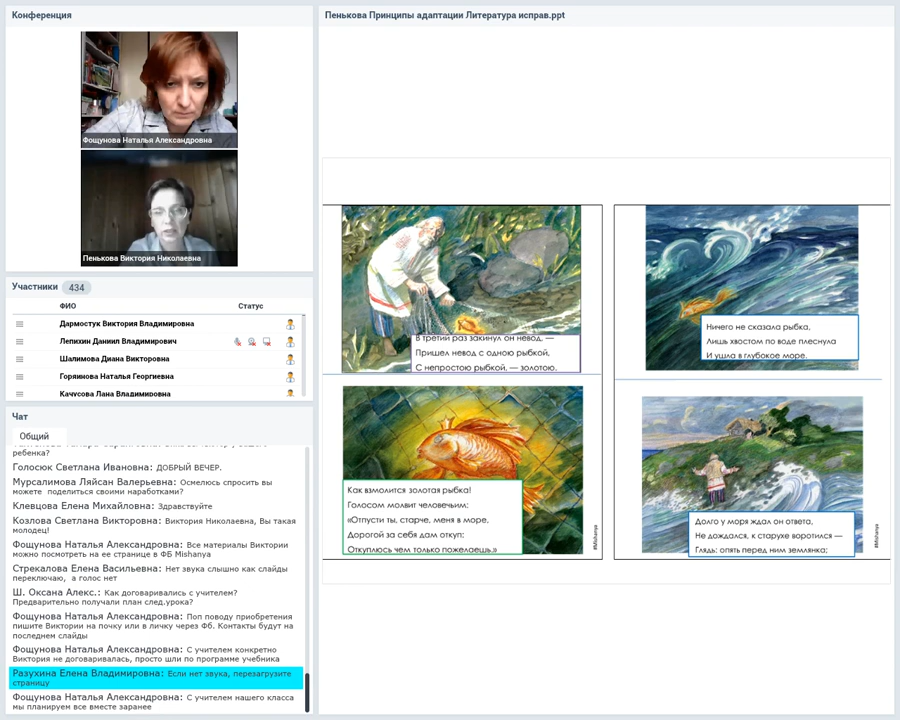 Конференция
Фощунова Наталья Александровна
Пенькова Виктория Николаевна
Участники 434
ФИО Статус
Дармостук Виктория Владимировна
Лепихин Даниил Владимирович
Шалимова Диана Викторовна
Горяинова Наталья Георгиевна
Качусова Лана Владимировна
Чат
Общий
ребенка?
Голосюк Светлана Ивановна: ДОБРЫЙ ВЕЧЕР.
Мурсалимова Ляйсан Валерьевна: Осмелюсь спросить вы
можете поделиться своими наработками?
Клевцова Елена Михайловна: Здравствуйте
Козлова Светлана Викторовна: Виктория Николаевна, Вы такая
молодец!
Фощунова Наталья Александровна: Все материалы Виктории
можно посмотреть на ее странице в ФБ Mishanya
Стрекалова Елена Васильевна: Нет звука слышно как слайды
переключаю, а голос нет
Ш. Оксана Алекс.: Как договаривались с учителем?
Предварительно получали план след.урока?
Фощунова Наталья Александровна: Поп поводу приобретения
пишите Виктории на почку или в личку через Фб. Контакты будут на
последнем слайды
Фощунова Наталья Александровна: С учителем конкретно
Виктория не договаривалась, просто шли по программе учебника
Разухина Елена Владимировна: Если нет звука, перезагрузите
страницу
Фощунова Наталья Александровна: С учителем нашего класса
мы планируем все вместе заранее
Пенькова Принципы адаптации Литература исправ.ppt
В третий раз закинул он невод, —
Пришел невод с одною рыбкой,
С непростою рыбкой, — золотою.
Как взмолится золотая рыбка!
Голосом молвит человечьим:
«Отпусти ты, старче, меня в море,
Дорогой за себя дам откуп:
Откуплюсь чем только пожелаешь.»
#Mishanya
Ничего не сказала рыбка,
Лишь хвостом по воде плеснула
И ушла в глубокое море.
Долго у моря ждал он ответа,
Не дождался, к старухе воротился —
Глядь: опять перед ним землянка;
#Mishanya